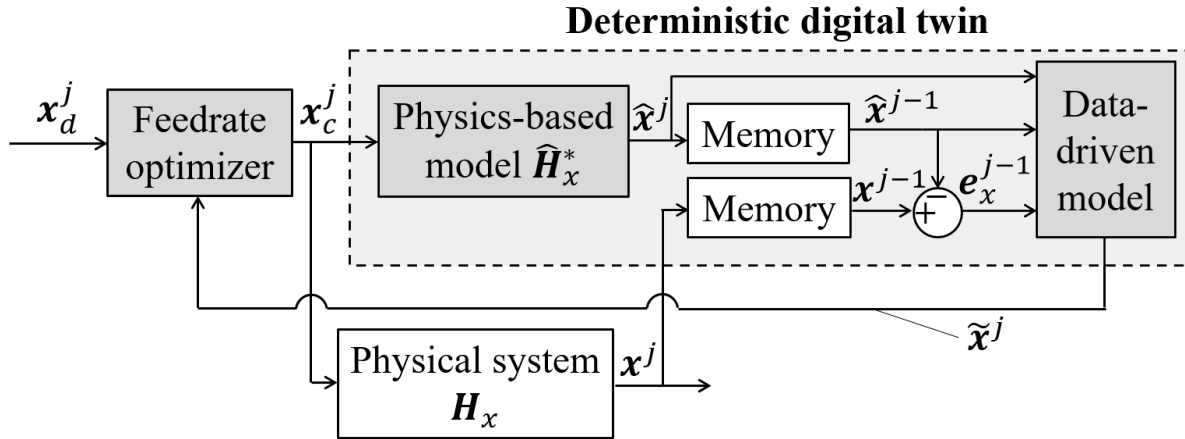 Deterministic digital twin
𝒙_d^j
Feedrate
optimizer
𝒙_c^j
Physics-based
model Ĥ_x^*
x̂^j
Memory
x̂^{j−1}
Memory
x^{j−1}
+
−
e_x^{j−1}
Data-
driven
model
x̃^j
Physical system
H_x
x^j